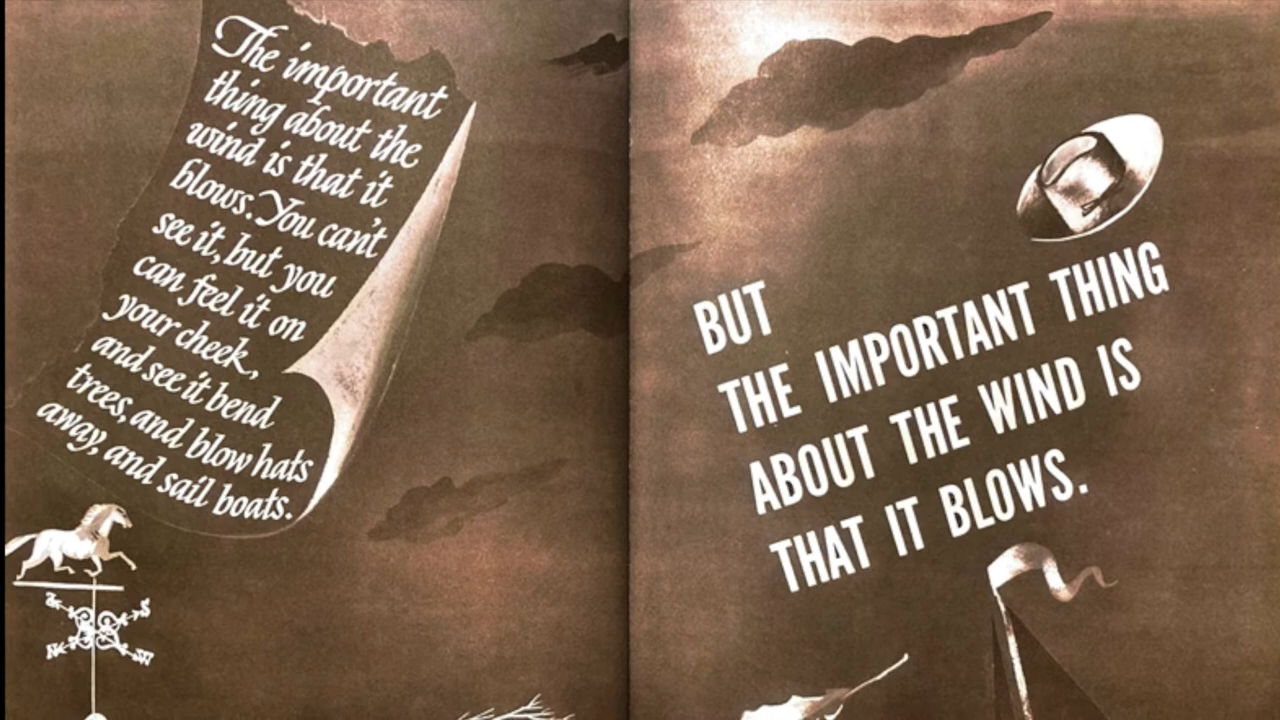 The important
thing about the
wind is that it
blows. You can't
see it, but you
can feel it on
your cheek,
and see it bend
trees, and blow hats
away, and sail boats.
BUT
THE IMPORTANT THING
ABOUT THE WIND IS
THAT IT BLOWS.